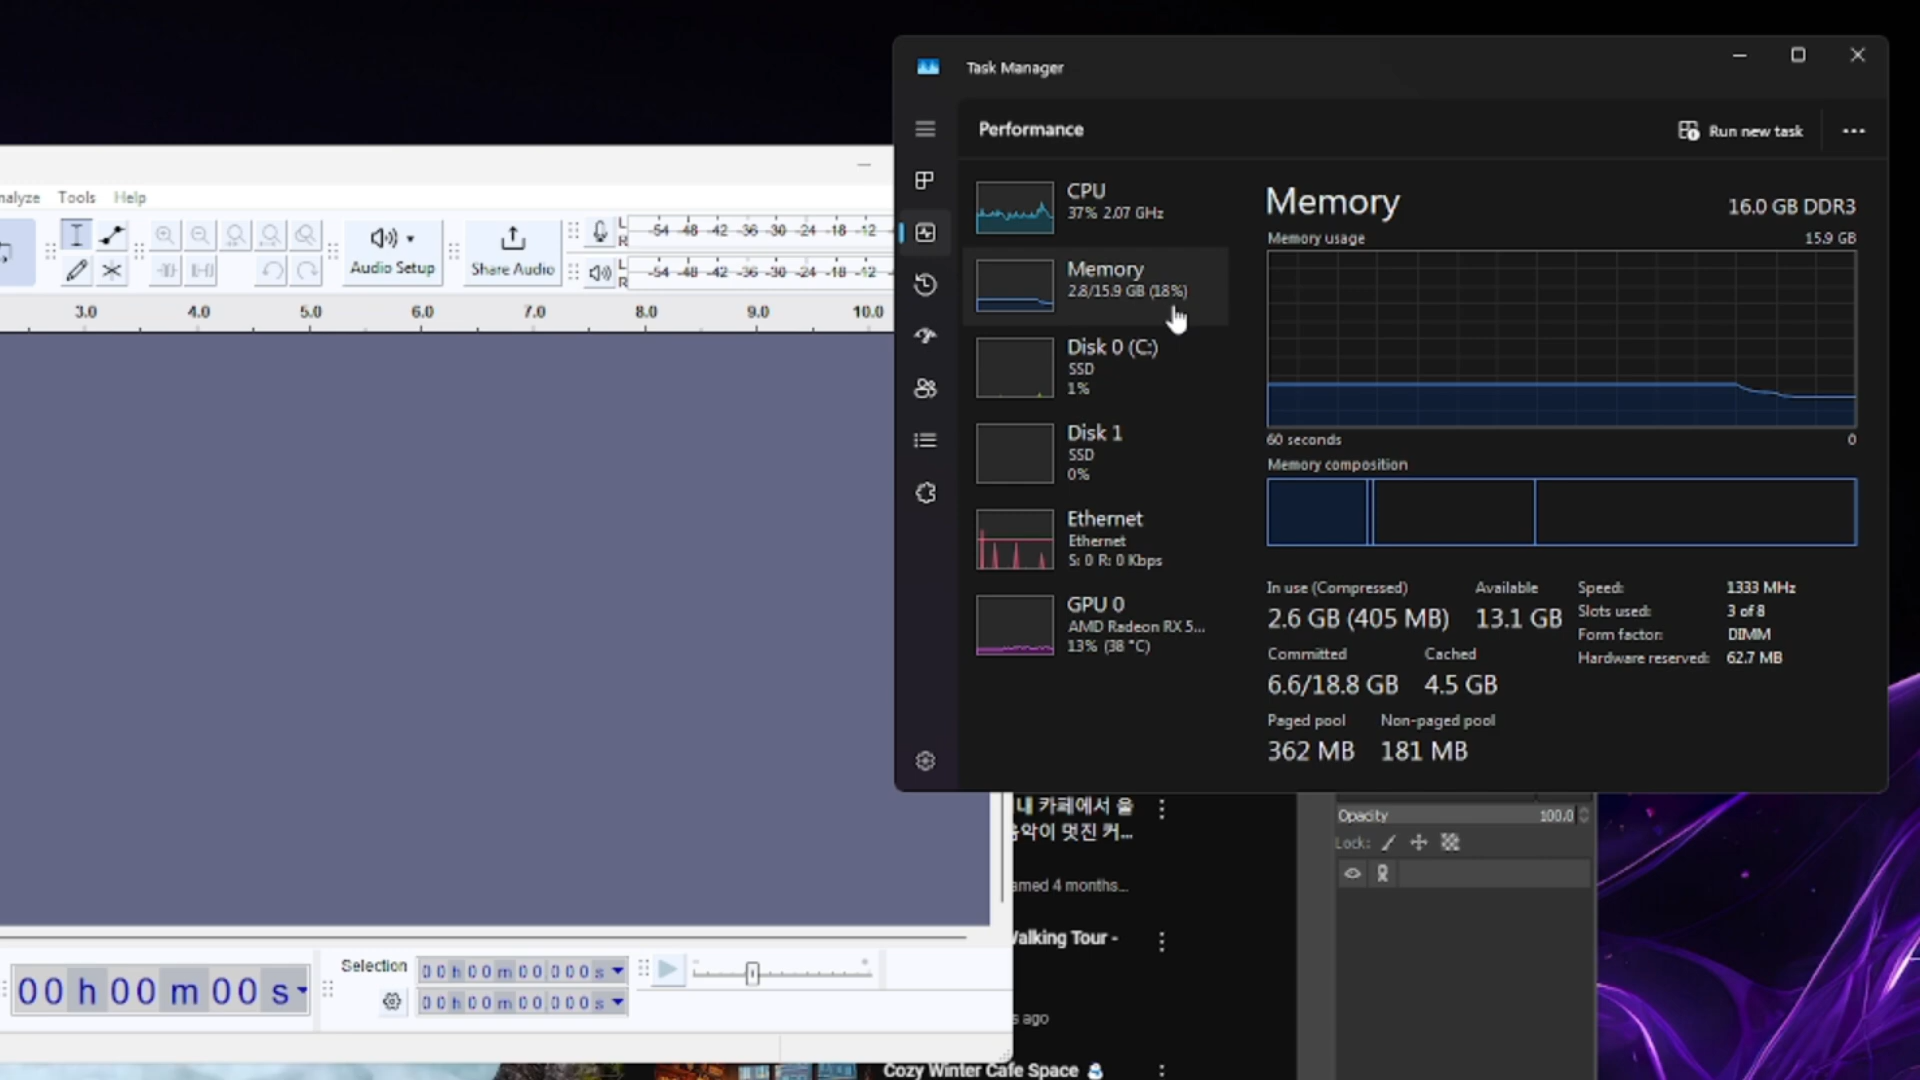 Task Manager
Performance
Run new task
CPU
37% 2.07 GHz
Memory
2.8/15.9 GB (18%)
Disk 0 (C:)
SSD
1%
Disk 1
SSD
0%
Ethernet
Ethernet
S: 0 R: 0 Kbps
GPU 0
AMD Radeon RX 5...
13% (38 °C)
Memory
16.0 GB DDR3
Memory usage
15.9 GB
60 seconds
0
Memory composition
In use (Compressed)
2.6 GB (405 MB)
Available
13.1 GB
Committed
6.6/18.8 GB
Cached
4.5 GB
Paged pool
362 MB
Non-paged pool
181 MB
Speed: 1333 MHz
Slots used: 3 of 8
Form factor: DIMM
Hardware reserved: 62.7 MB
nalyze Tools Help
Audio Setup
Share Audio
L
R
-54 -48 -42 -36 -30 -24 -18 -12
L
R
-54 -48 -42 -36 -30 -24 -18 -12
3.0 4.0 5.0 6.0 7.0 8.0 9.0 10.0
00 h 00 m 00 s
Selection
00 h 00 m 00.000 s
00 h 00 m 00.000 s
내 카페에서 울
음악이 멋진 커...
amed 4 months...
Walking Tour -
s ago
Cozy Winter Cafe Space
Opacity 100.0
Lock: